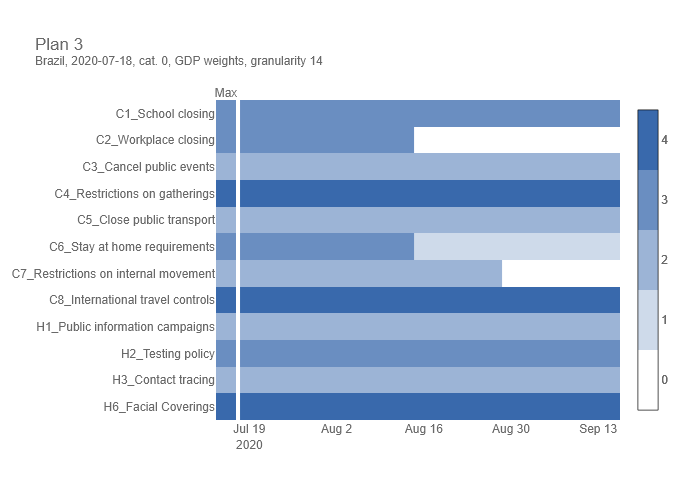 Plan 3
Brazil, 2020-07-18, cat. 0, GDP weights, granularity 14
Max
C1_School closing
C2_Workplace closing
C3_Cancel public events
C4_Restrictions on gatherings
C5_Close public transport
C6_Stay at home requirements
C7_Restrictions on internal movement
C8_International travel controls
H1_Public information campaigns
H2_Testing policy
H3_Contact tracing
H6_Facial Coverings
Jul 19 Aug 2 Aug 16 Aug 30 Sep 13
2020
4
3
2
1
0